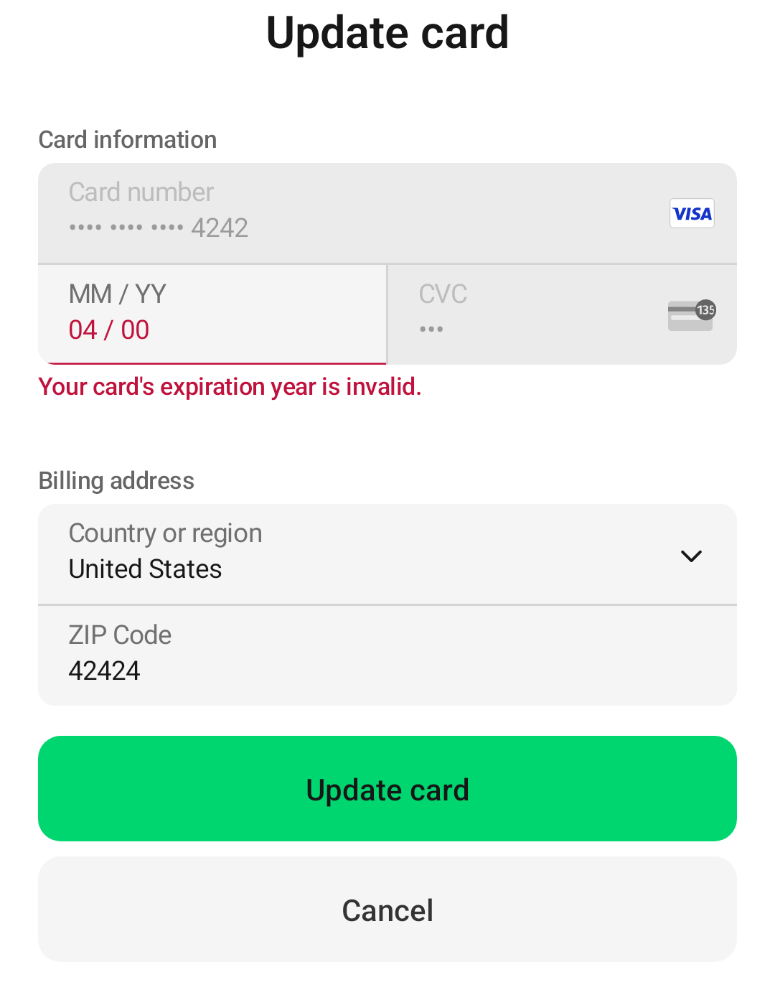 Update card
Card information
Card number
•••• •••• •••• 4242
VISA
MM / YY
04 / 00
CVC
•••
135
Your card's expiration year is invalid.
Billing address
Country or region
United States
ZIP Code
42424
Update card
Cancel